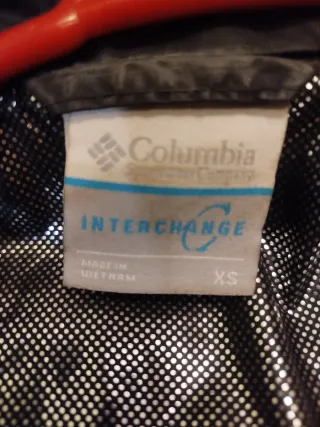 Columbia
Sportswear Company
INTERCHANGE
MADE IN
VIETNAM
XS